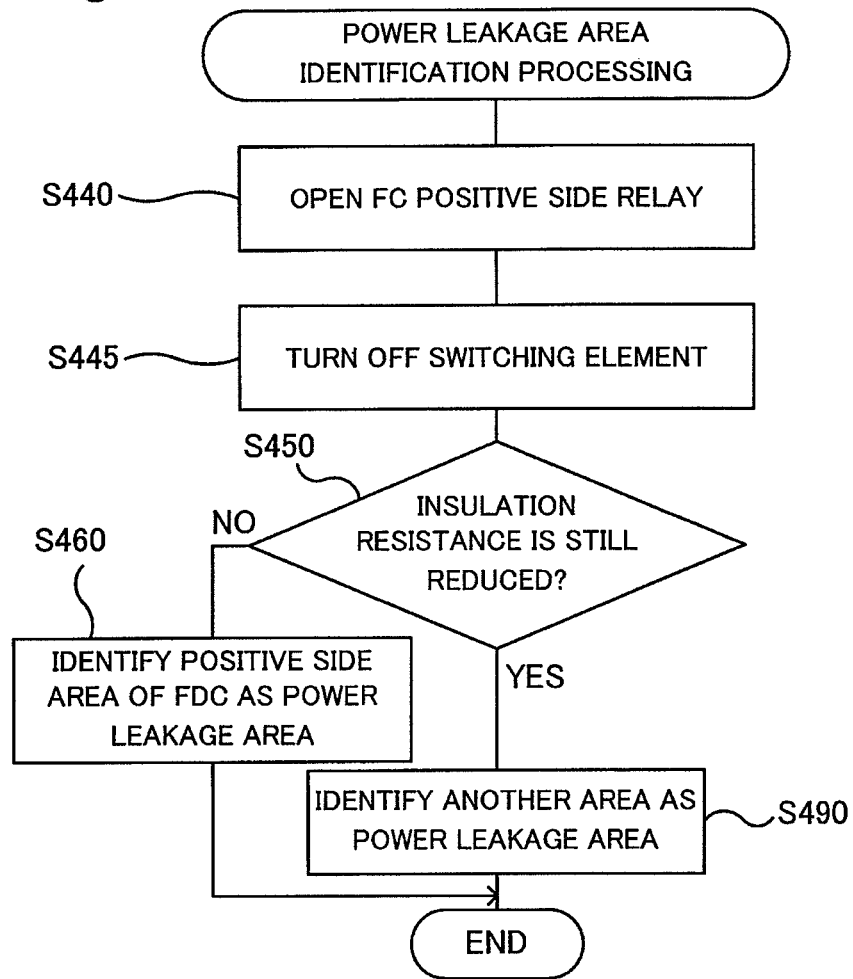 POWER LEAKAGE AREA
IDENTIFICATION PROCESSING
S440
OPEN FC POSITIVE SIDE RELAY
S445
TURN OFF SWITCHING ELEMENT
S450
INSULATION
RESISTANCE IS STILL
REDUCED?
NO
S460
IDENTIFY POSITIVE SIDE
AREA OF FDC AS POWER
LEAKAGE AREA
YES
IDENTIFY ANOTHER AREA AS
POWER LEAKAGE AREA
S490
END